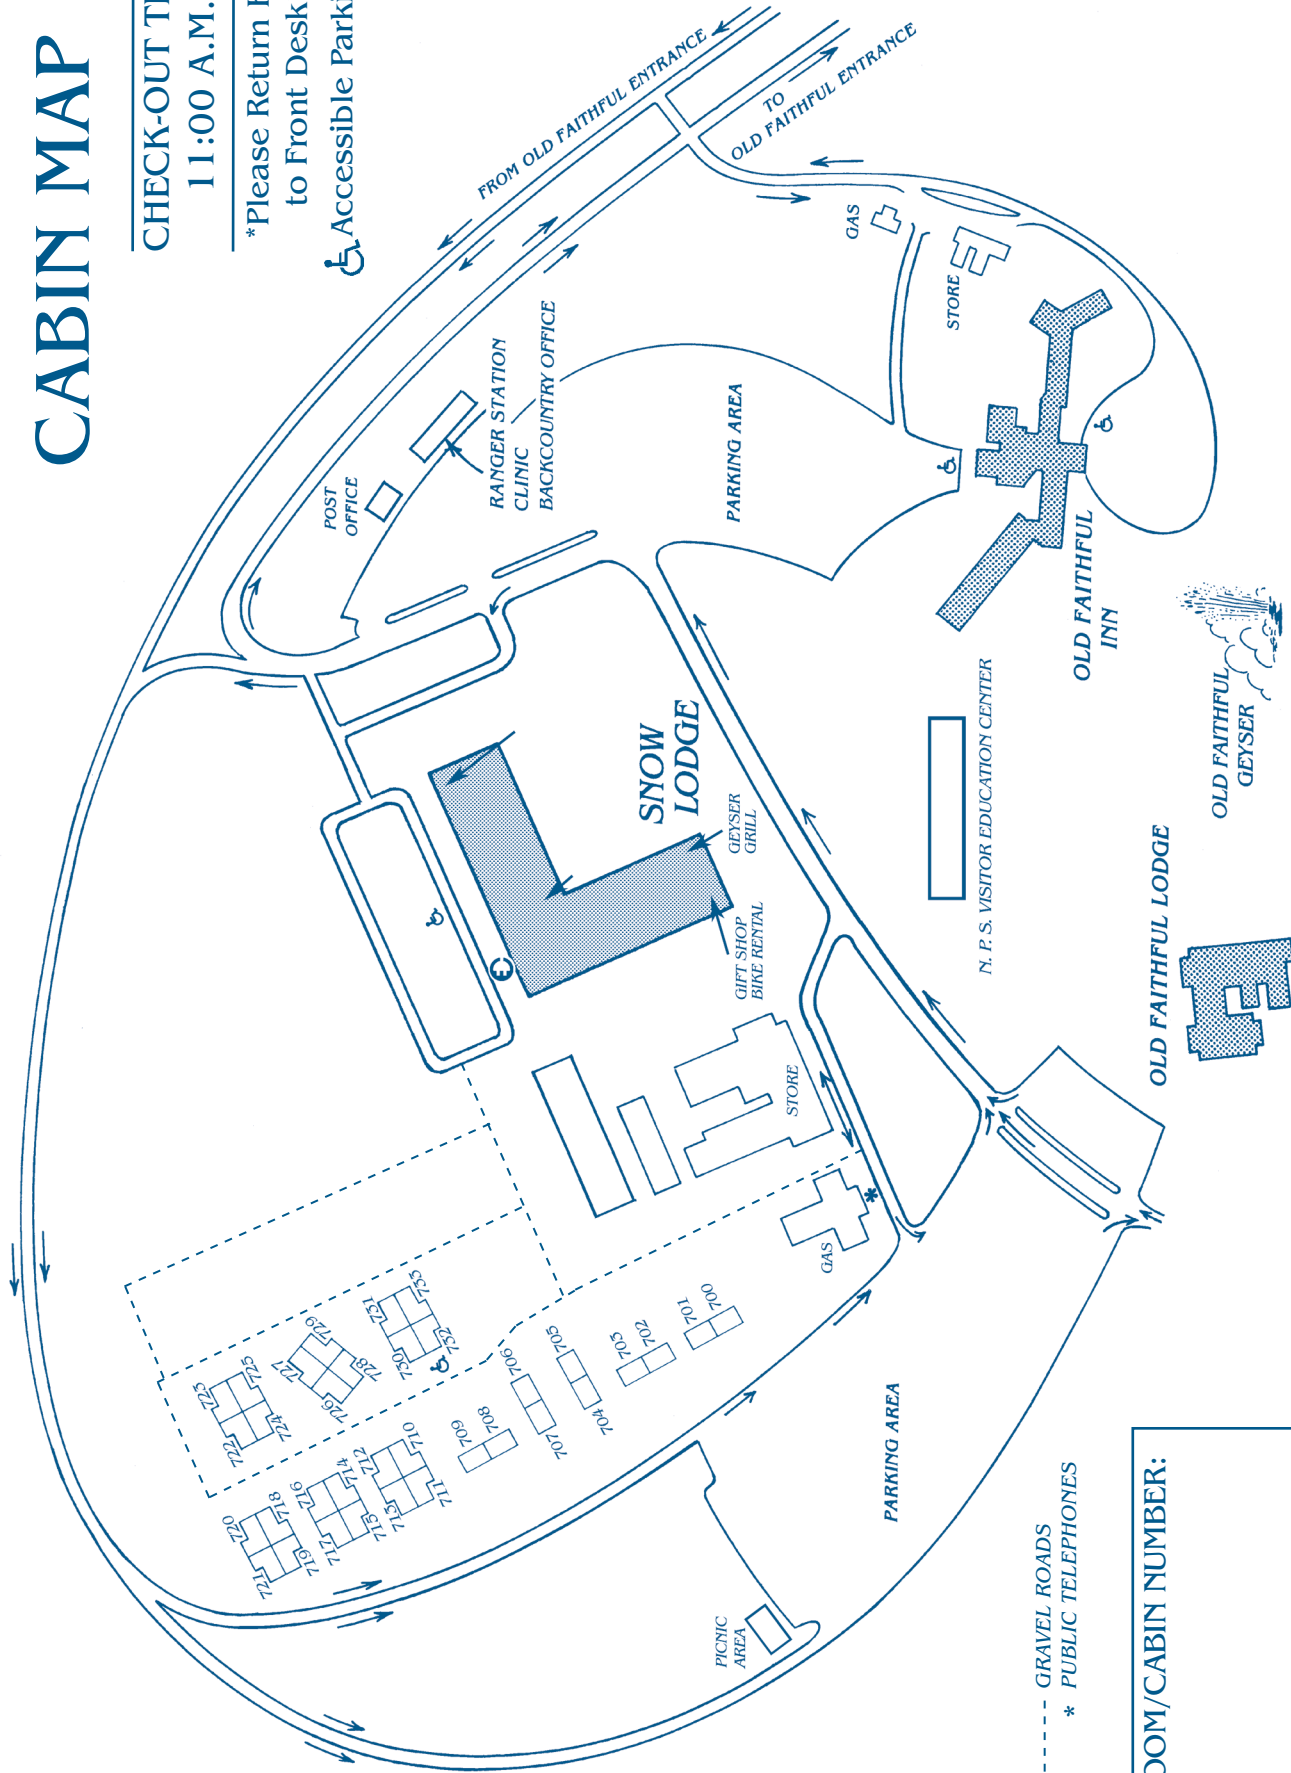 CABIN MAP
CHECK-OUT
11:00 A.M.
*Please Return
to Front Desk
Accessible
FROM OLD FAITHFUL ENTRANCE
TO
OLD FAITHFUL ENTRANCE
GAS
STORE
RANGER STATION
CLINIC
BACKCOUNTRY OFFICE
POST
OFFICE
PARKING AREA
OLD FAITHFUL
INN
SNOW
LODGE
GEYSER
GRILL
GIFT SHOP
BIKE RENTAL
N. P. S. VISITOR EDUCATION CENTER
OLD FAITHFUL
GEYSER
OLD FAITHFUL LODGE
E
STORE
GAS
*
733
731
732
730
729
728
727
726
725
723
724
722
700
701
702
703
705
704
706
707
708
709
710
712
711
713
714
716
715
717
718
720
719
721
PARKING AREA
PICNIC
AREA
GRAVEL ROADS
* PUBLIC TELEPHONES
CABIN NUMBER: